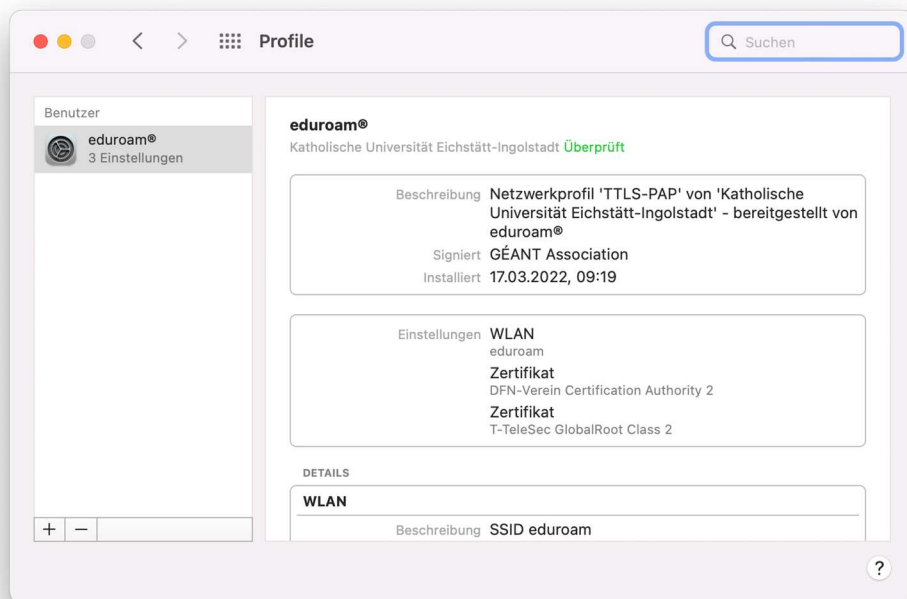 Profile
Suchen
Benutzer
eduroam®
3 Einstellungen
eduroam®
Katholische Universität Eichstätt-Ingolstadt Überprüft
Beschreibung Netzwerkprofil 'TTLS-PAP' von 'Katholische
Universität Eichstätt-Ingolstadt' - bereitgestellt von
eduroam®
Signiert GÉANT Association
Installiert 17.03.2022, 09:19
Einstellungen WLAN
eduroam
Zertifikat
DFN-Verein Certification Authority 2
Zertifikat
T-TeleSec GlobalRoot Class 2
DETAILS
WLAN
Beschreibung SSID eduroam
+ −
?